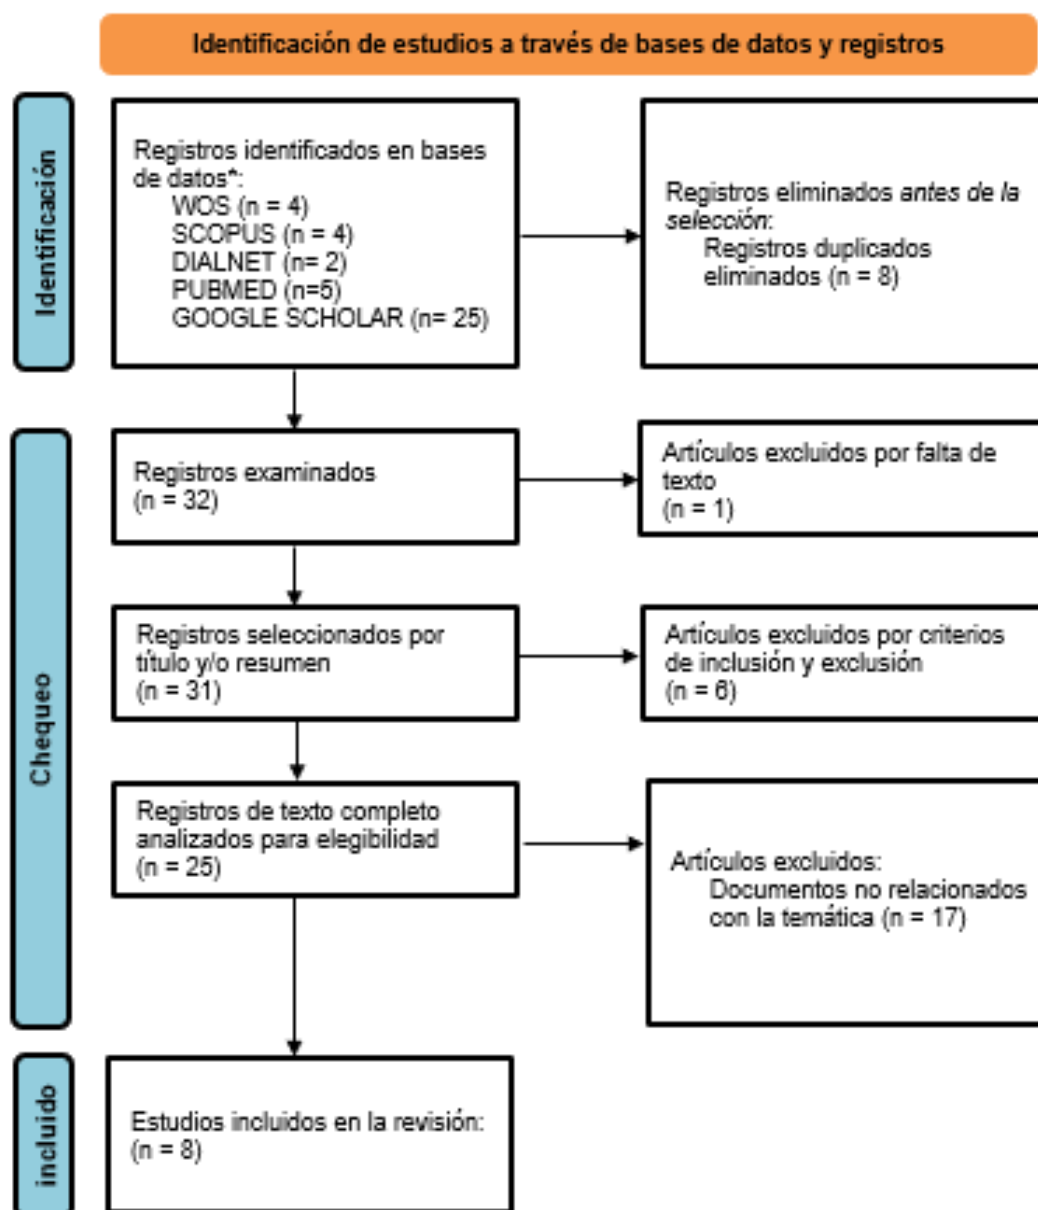 Identificación de estudios a través de bases de datos y registros
Identificación
Registros identificados en bases
de datos*:
WOS (n = 4)
SCOPUS (n = 4)
DIALNET (n= 2)
PUBMED (n=5)
GOOGLE SCHOLAR (n= 25)
Registros eliminados antes de la
selección:
Registros duplicados
eliminados (n = 8)
Chequeo
Registros examinados
(n = 32)
Artículos excluidos por falta de
texto
(n = 1)
Registros seleccionados por
título y/o resumen
(n = 31)
Artículos excluidos por criterios
de inclusión y exclusión
(n = 6)
Registros de texto completo
analizados para elegibilidad
(n = 25)
Artículos excluidos:
Documentos no relacionados
con la temática (n = 17)
incluido
Estudios incluidos en la revisión:
(n = 8)